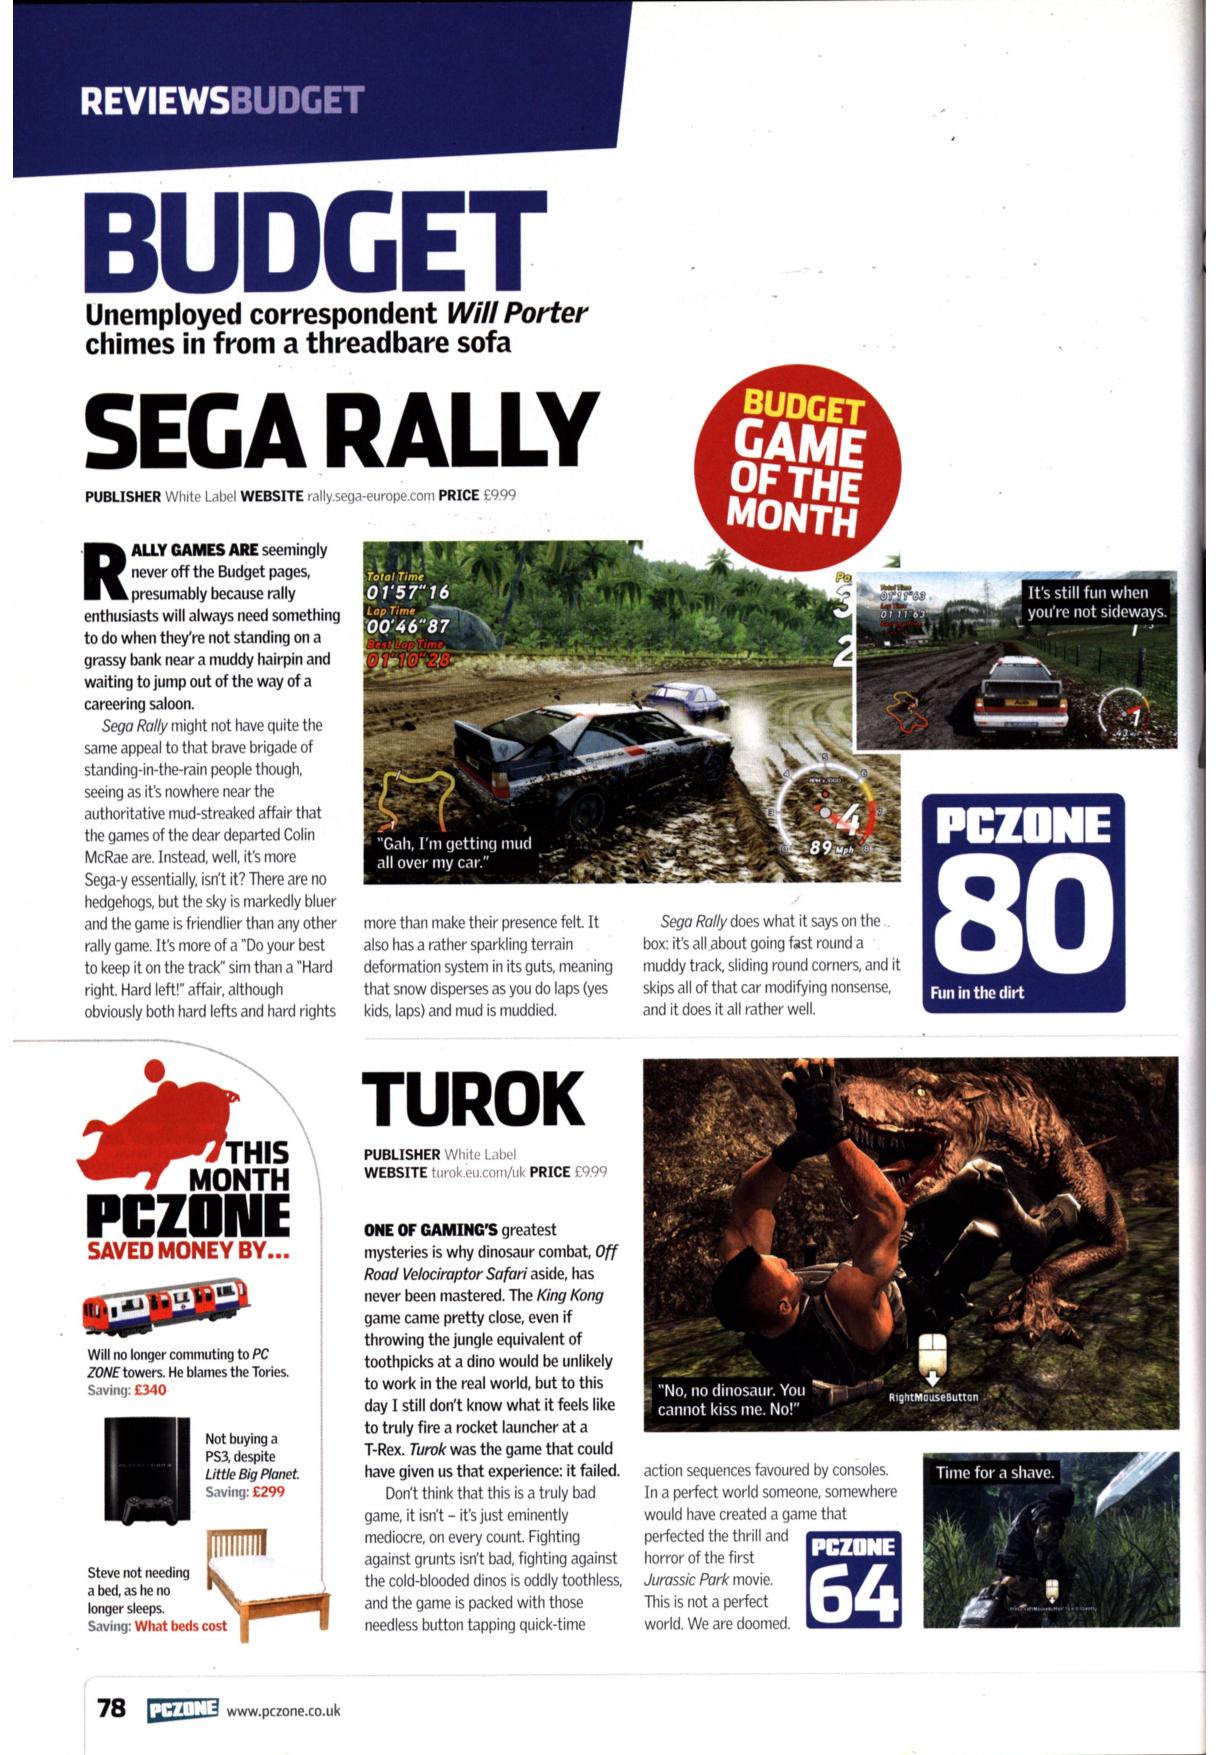 REVIEWSBUDGET
BUDGET
Unemployed correspondent Will Porter
chimes in from a threadbare sofa
SEGA RALLY
PUBLISHER White Label WEBSITE rally.sega-europe.com PRICE £9.99
BUDGET
GAME
OF THE
MONTH
RALLY GAMES ARE seemingly
never off the Budget pages,
presumably because rally
enthusiasts will always need something
to do when they're not standing on a
grassy bank near a muddy hairpin and
waiting to jump out of the way of a
careering saloon.
Sega Rally might not have quite the
same appeal to that brave brigade of
standing-in-the-rain people though,
seeing as it's nowhere near the
authoritative mud-streaked affair that
the games of the dear departed Colin
McRae are. Instead, well, it's more
Sega-y essentially, isn't it? There are no
hedgehogs, but the sky is markedly bluer
and the game is friendlier than any other
rally game. It's more of a "Do your best
to keep it on the track" sim than a "Hard
right. Hard left!" affair, although
obviously both hard lefts and hard rights
Total Time
01'57"16
Lap Time
00'46"87
Best Lap Time
01'10"28
Po
3
2
4
89 Mph
"Gah, I'm getting mud
all over my car."
Total Time
01'11"63
Lap Time
01'11"63
It's still fun when
you're not sideways.
1
more than make their presence felt. It
also has a rather sparkling terrain
deformation system in its guts, meaning
that snow disperses as you do laps (yes
kids, laps) and mud is muddied.
Sega Rally does what it says on the
box: it's all about going fast round a
muddy track, sliding round corners, and it
skips all of that car modifying nonsense,
and it does it all rather well.
PCZONE
80
Fun in the dirt
THIS
MONTH
PCZONE
SAVED MONEY BY...
Will no longer commuting to PC
ZONE towers. He blames the Tories.
Saving: £340
Not buying a
PS3, despite
Little Big Planet.
Saving: £299
Steve not needing
a bed, as he no
longer sleeps.
Saving: What beds cost
TUROK
PUBLISHER White Label
WEBSITE turok.eu.com/uk PRICE £9.99
ONE OF GAMING'S greatest
mysteries is why dinosaur combat, Off
Road Velociraptor Safari aside, has
never been mastered. The King Kong
game came pretty close, even if
throwing the jungle equivalent of
toothpicks at a dino would be unlikely
to work in the real world, but to this
day I still don't know what it feels like
to truly fire a rocket launcher at a
T-Rex. Turok was the game that could
have given us that experience: it failed.
Don't think that this is a truly bad
game, it isn't – it's just eminently
mediocre, on every count. Fighting
against grunts isn't bad, fighting against
the cold-blooded dinos is oddly toothless,
and the game is packed with those
needless button tapping quick-time
"No, no dinosaur. You
cannot kiss me. No!"
RightMouseButton
action sequences favoured by consoles.
In a perfect world someone, somewhere
would have created a game that
perfected the thrill and
horror of the first
Jurassic Park movie.
This is not a perfect
world. We are doomed.
PCZONE
64
Time for a shave.
78 PCZONE www.pczone.co.uk